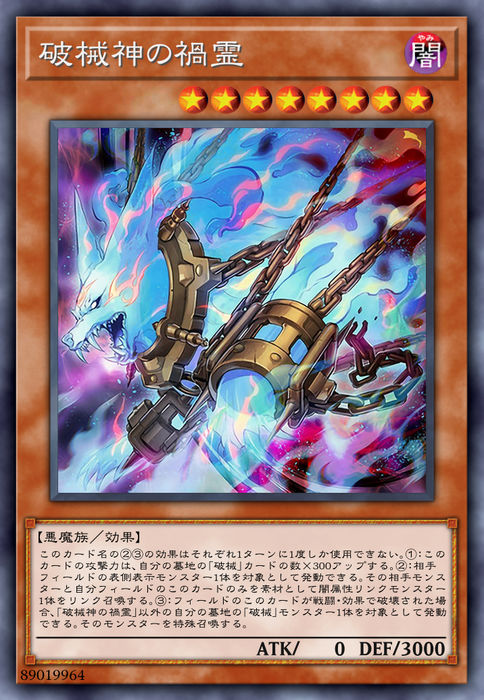 破械神の禍霊
やみ
闇
【悪魔族／効果】
このカード名の②③の効果はそれぞれ1ターンに1度しか使用できない。①：この
カードの攻撃力は、自分の墓地の「破械」カードの数×300アップする。②：相手
フィールドの表側表示モンスター1体を対象として発動できる。その相手モンス
ターと自分フィールドのこのカードのみを素材として闇属性リンクモンスター
1体をリンク召喚する。③：フィールドのこのカードが戦闘・効果で破壊された場
合、「破械神の禍霊」以外の自分の墓地の「破械」モンスター1体を対象として発動
できる。そのモンスターを特殊召喚する。
ATK/ 0 DEF/3000
89019964